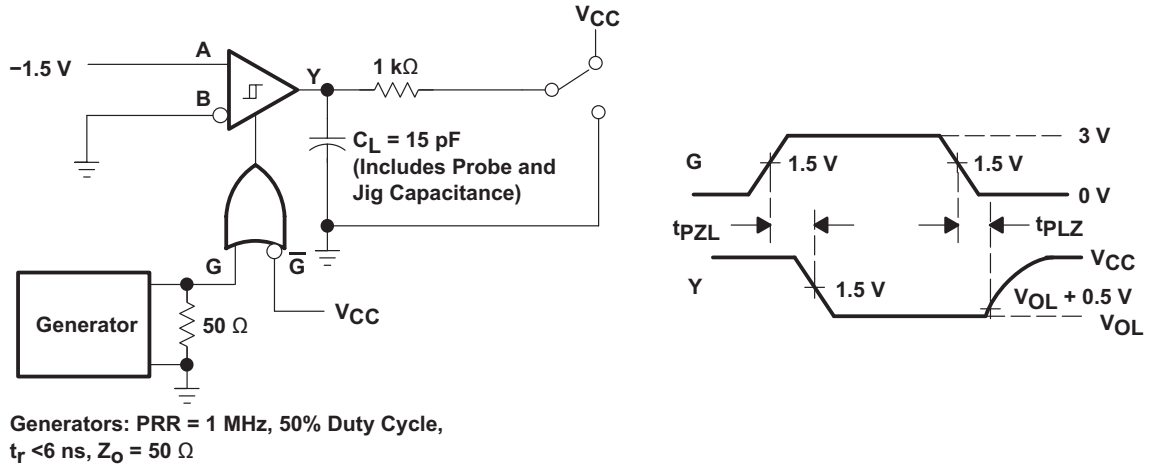 VCC
A
−1.5 V
1 kΩ
Y
B
CL = 15 pF
(Includes Probe and
Jig Capacitance)
G
G̅
Generator
50 Ω
VCC
Generators: PRR = 1 MHz, 50% Duty Cycle,
tr <6 ns, Zo = 50 Ω
3 V
G
1.5 V
1.5 V
0 V
tPZL
tPLZ
VCC
Y
1.5 V
VOL + 0.5 V
VOL